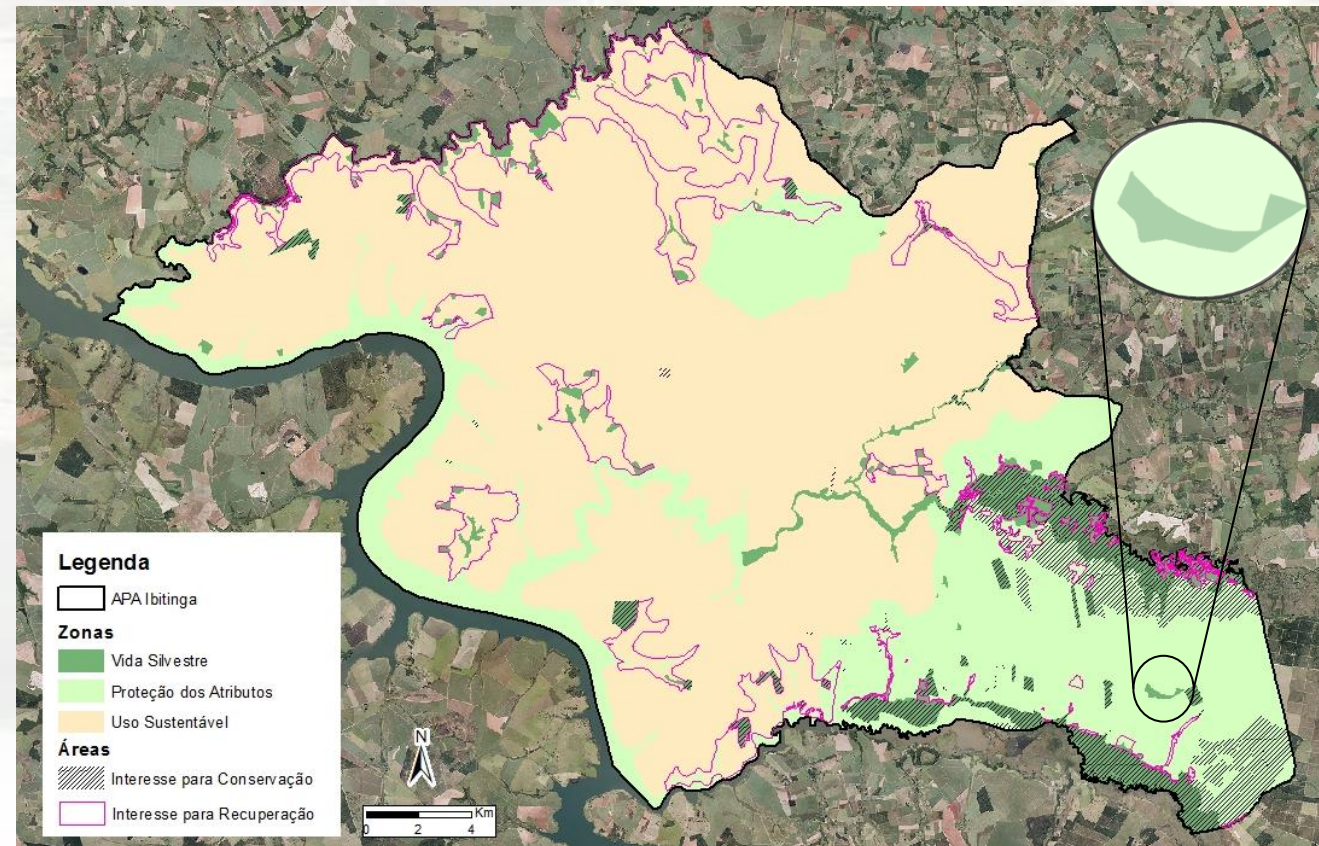 Legenda
APA Ibitinga
Zonas
Vida Silvestre
Proteção dos Atributos
Uso Sustentável
Áreas
Interesse para Conservação
Interesse para Recuperação
N
Km
0 2 4